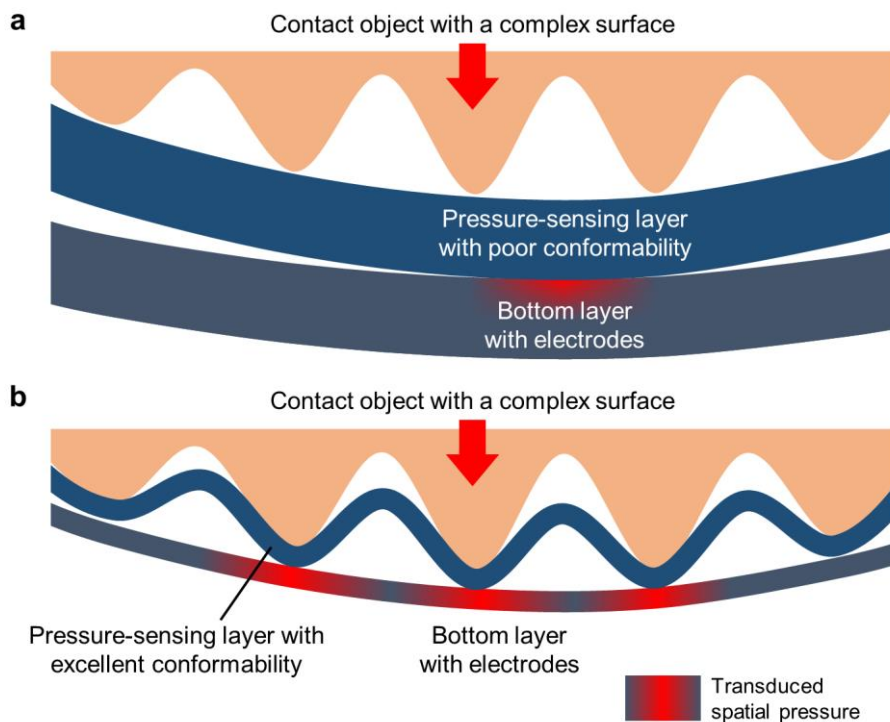 a
Contact object with a complex surface
Pressure-sensing layer
with poor conformability
Bottom layer
with electrodes
b
Contact object with a complex surface
Pressure-sensing layer with
excellent conformability
Bottom layer
with electrodes
Transduced
spatial pressure